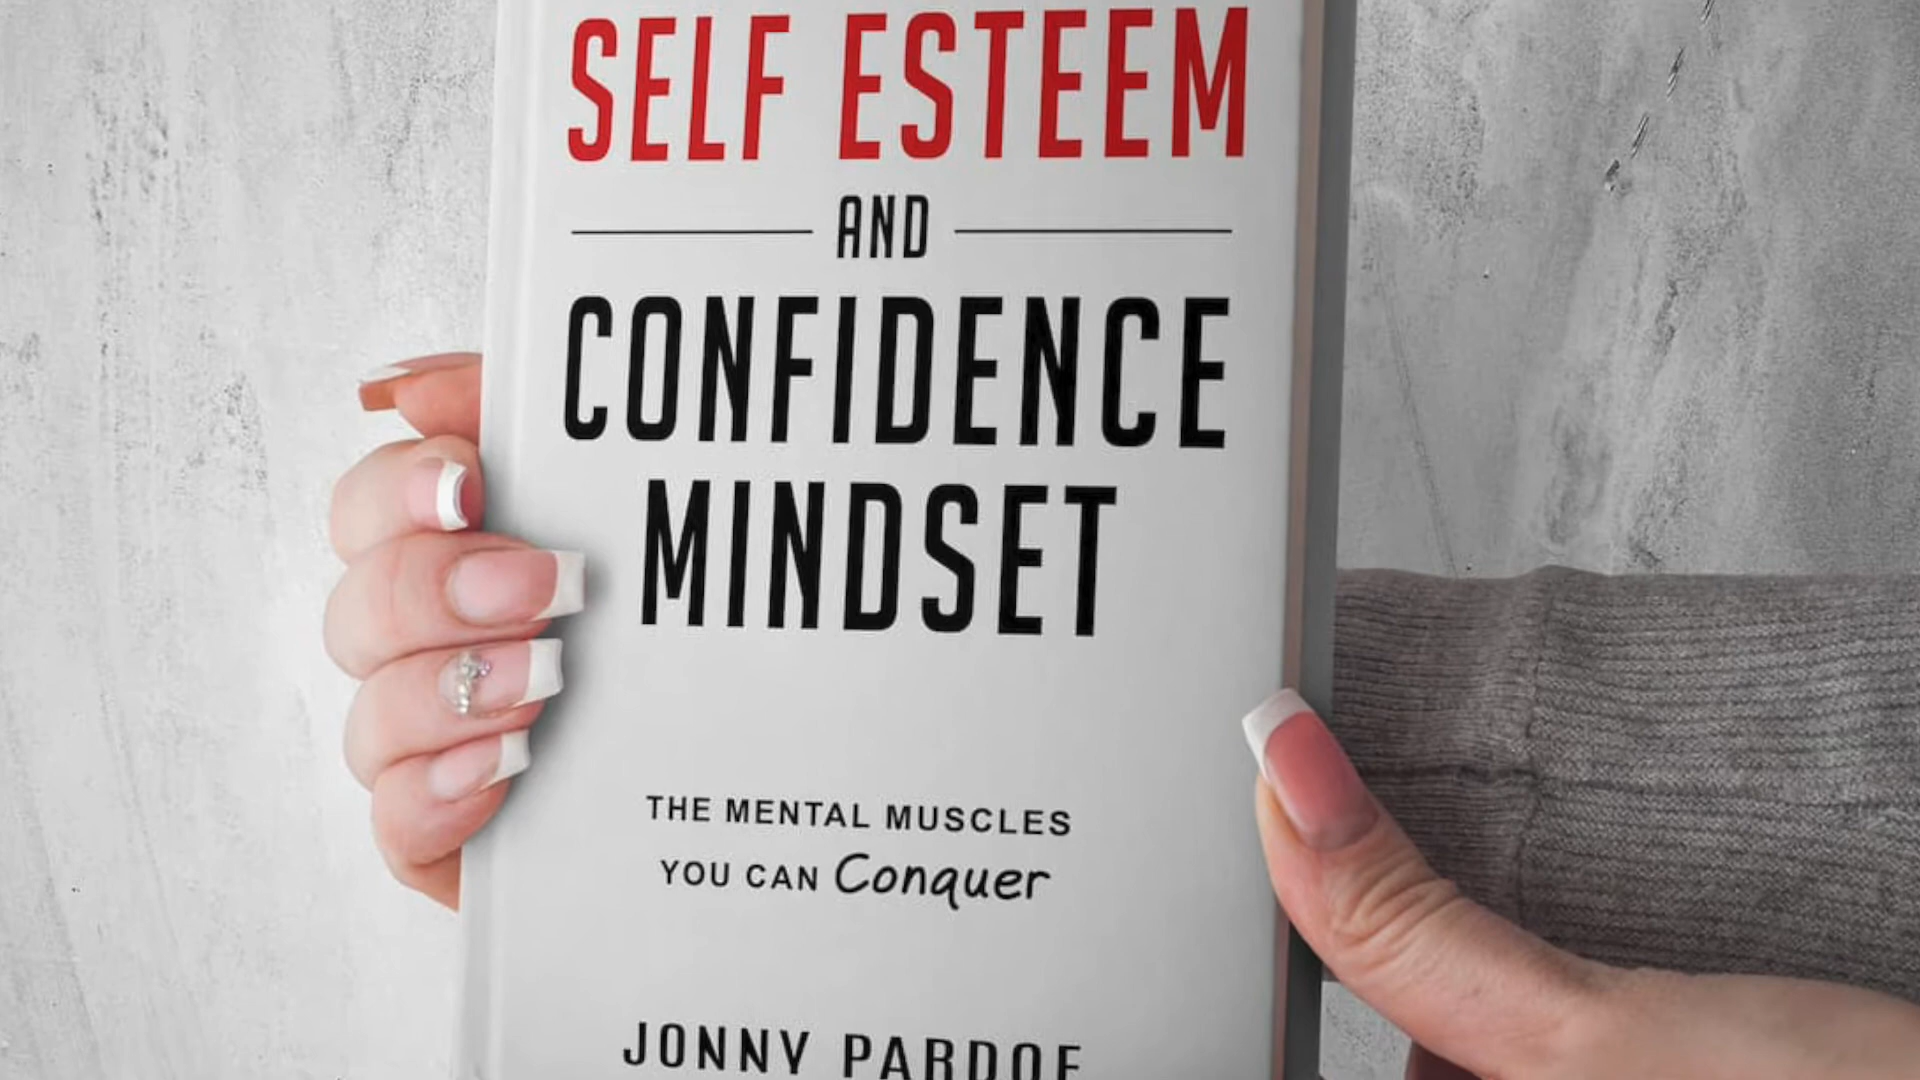 SELF ESTEEM
AND
CONFIDENCE
MINDSET
THE MENTAL MUSCLES
YOU CAN Conquer
JONNY PARDOE